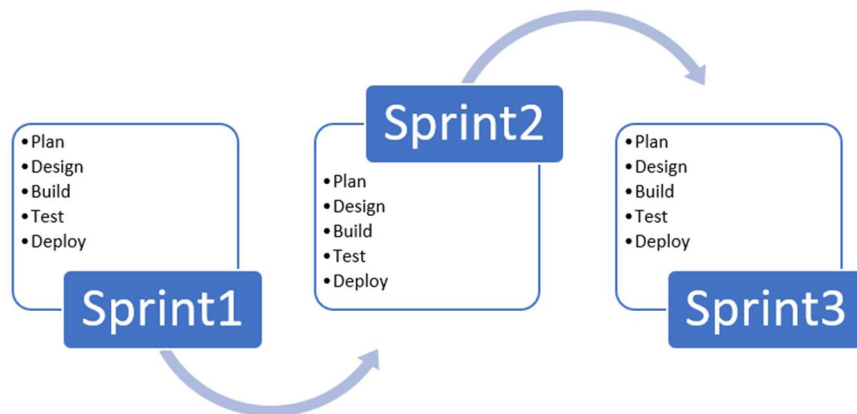 •Plan
•Design
•Build
•Test
•Deploy
Sprint1
Sprint2
•Plan
•Design
•Build
•Test
•Deploy
•Plan
•Design
•Build
•Test
•Deploy
Sprint3